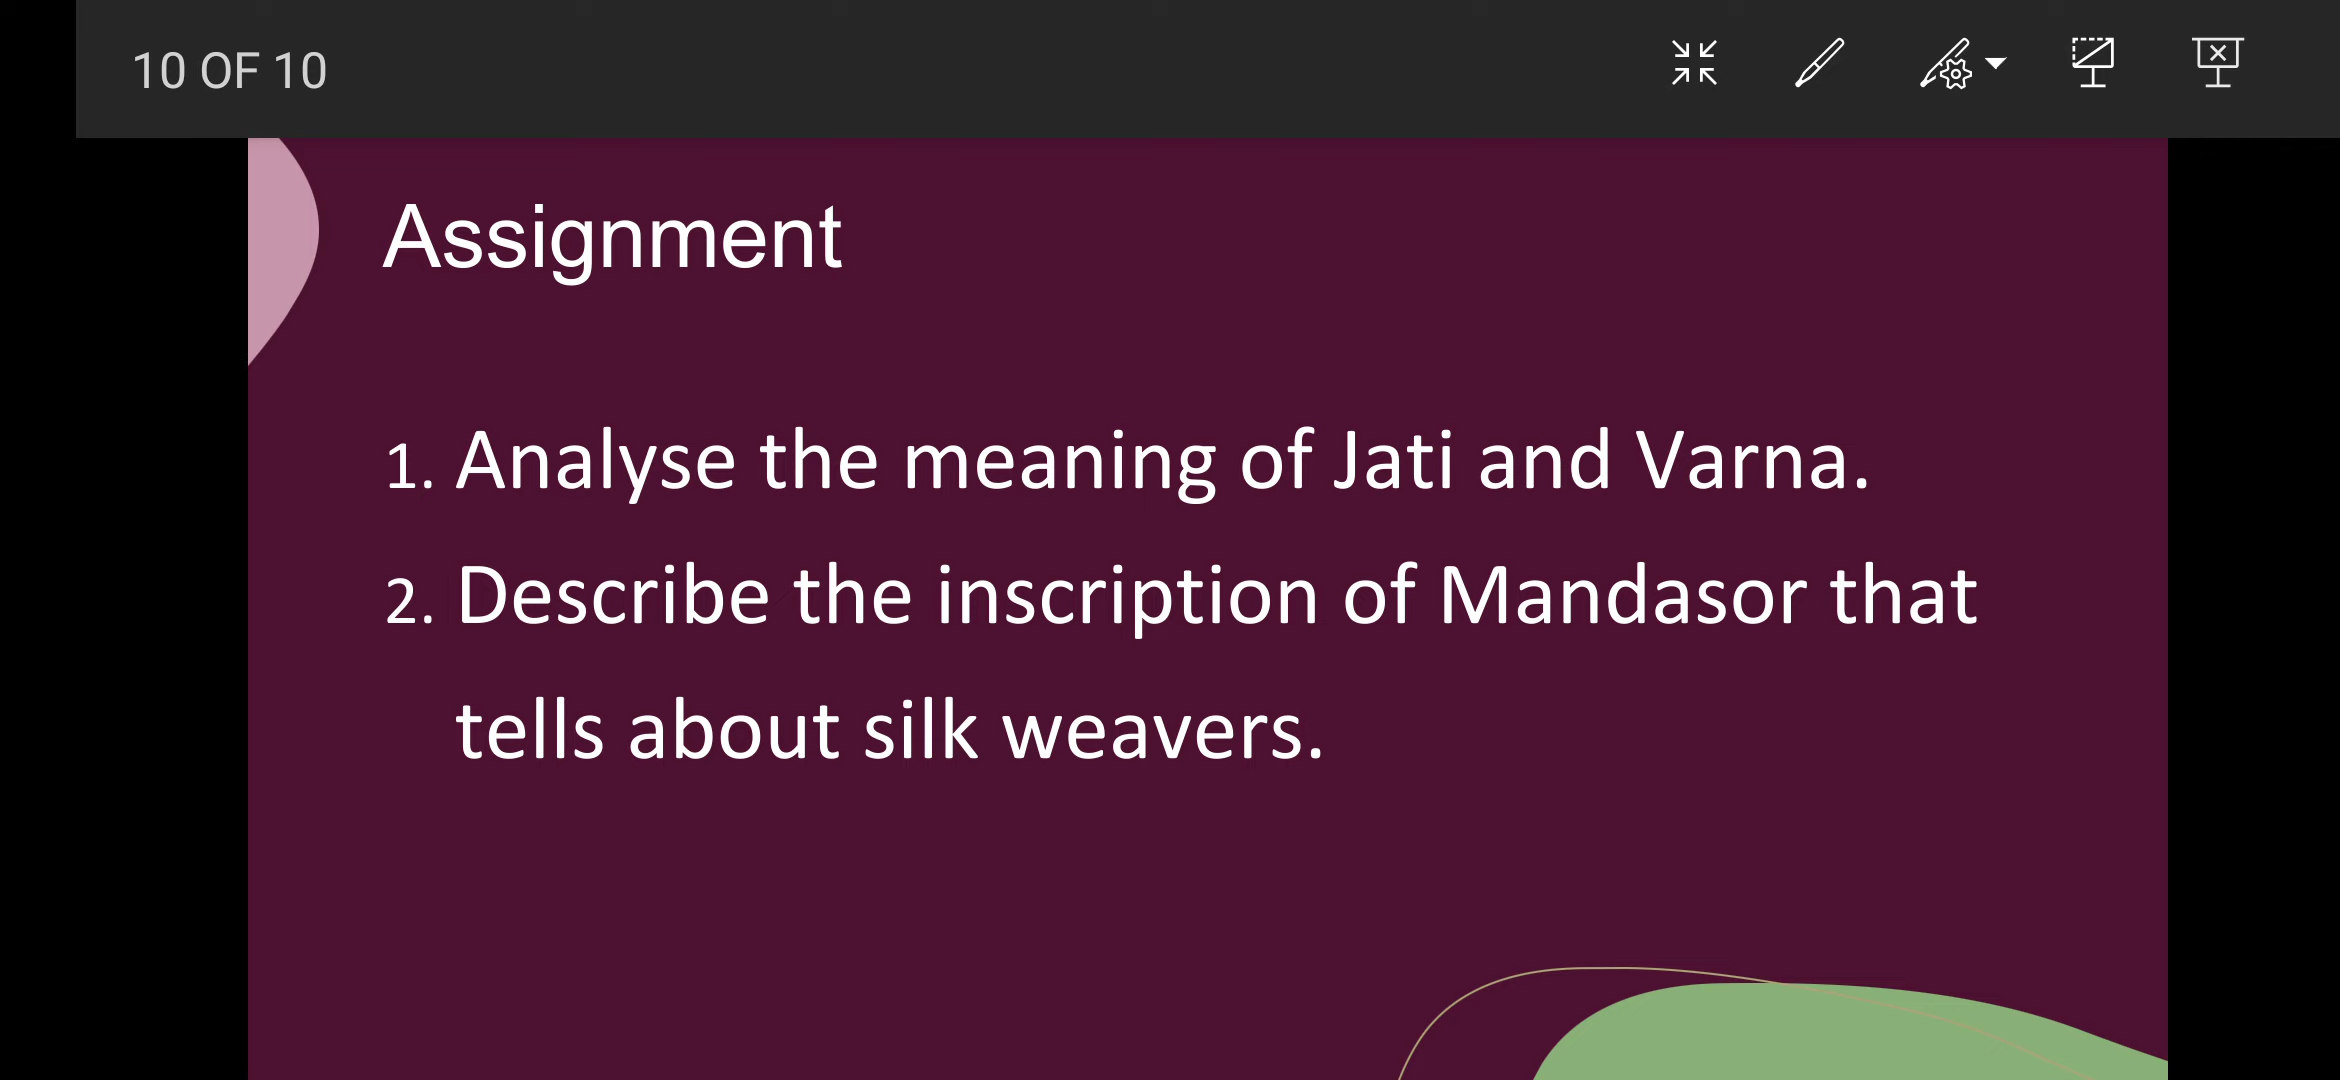 10 OF 10
Assignment
1. Analyse the meaning of Jati and Varna.
2. Describe the inscription of Mandasor that
tells about silk weavers.